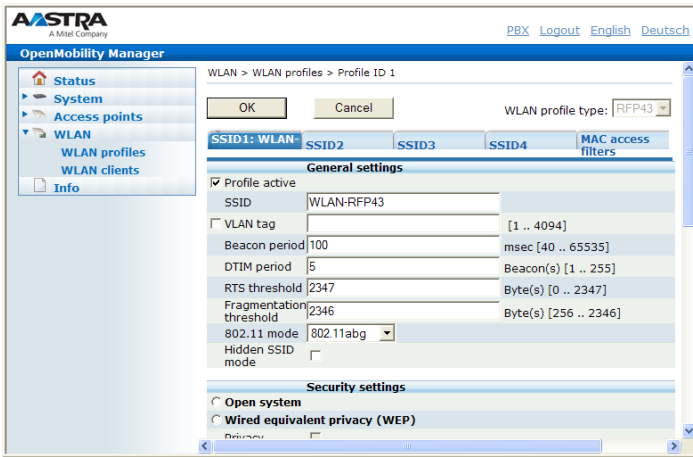 AASTRA
A Mitel Company
PBX Logout English Deutsch
OpenMobility Manager
Status
System
Access points
WLAN
WLAN profiles
WLAN clients
Info
WLAN > WLAN profiles > Profile ID 1
OK Cancel WLAN profile type: RFP43
SSID1: WLAN- SSID2 SSID3 SSID4 MAC access filters
General settings
Profile active
SSID WLAN-RFP43
VLAN tag [1 .. 4094]
Beacon period 100 msec [40 .. 65535]
DTIM period 5 Beacon(s) [1 .. 255]
RTS threshold 2347 Byte(s) [0 .. 2347]
Fragmentation threshold 2346 Byte(s) [256 .. 2346]
802.11 mode 802.11abg
Hidden SSID mode
Security settings
Open system
Wired equivalent privacy (WEP)
Privacy